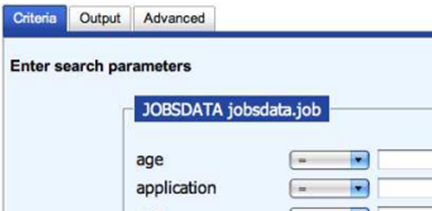 Criteria Output Advanced
Enter search parameters
JOBSDATA jobsdata.job
age =
application =